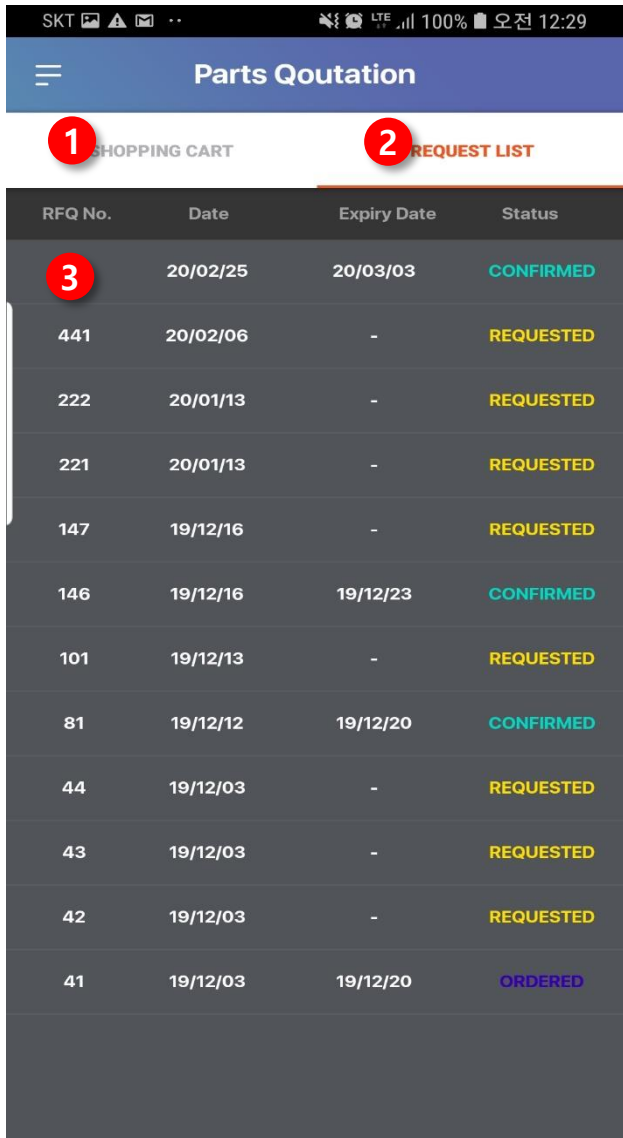 SKT LTE 100% 오전 12:29
Parts Qoutation
1 SHOPPING CART 2 REQUEST LIST
RFQ No. Date Expiry Date Status
3 20/02/25 20/03/03 CONFIRMED
441 20/02/06 - REQUESTED
222 20/01/13 - REQUESTED
221 20/01/13 - REQUESTED
147 19/12/16 - REQUESTED
146 19/12/16 19/12/23 CONFIRMED
101 19/12/13 - REQUESTED
81 19/12/12 19/12/20 CONFIRMED
44 19/12/03 - REQUESTED
43 19/12/03 - REQUESTED
42 19/12/03 - REQUESTED
41 19/12/03 19/12/20 ORDERED